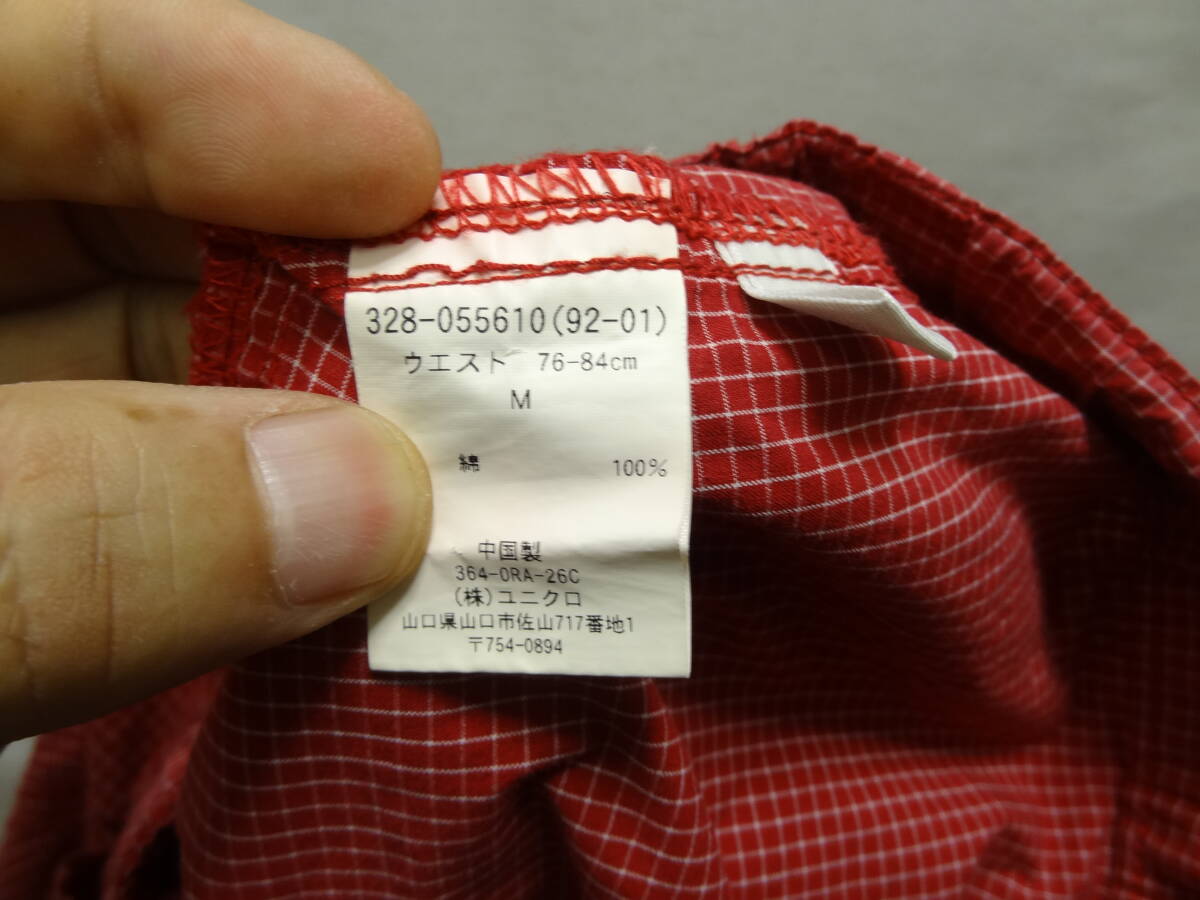 328-055610(92-01)
ウエスト 76-84cm
M
綿 100%
中国製
364-0RA-26C
(株)ユニクロ
山口県山口市佐山717番地1
〒754-0894